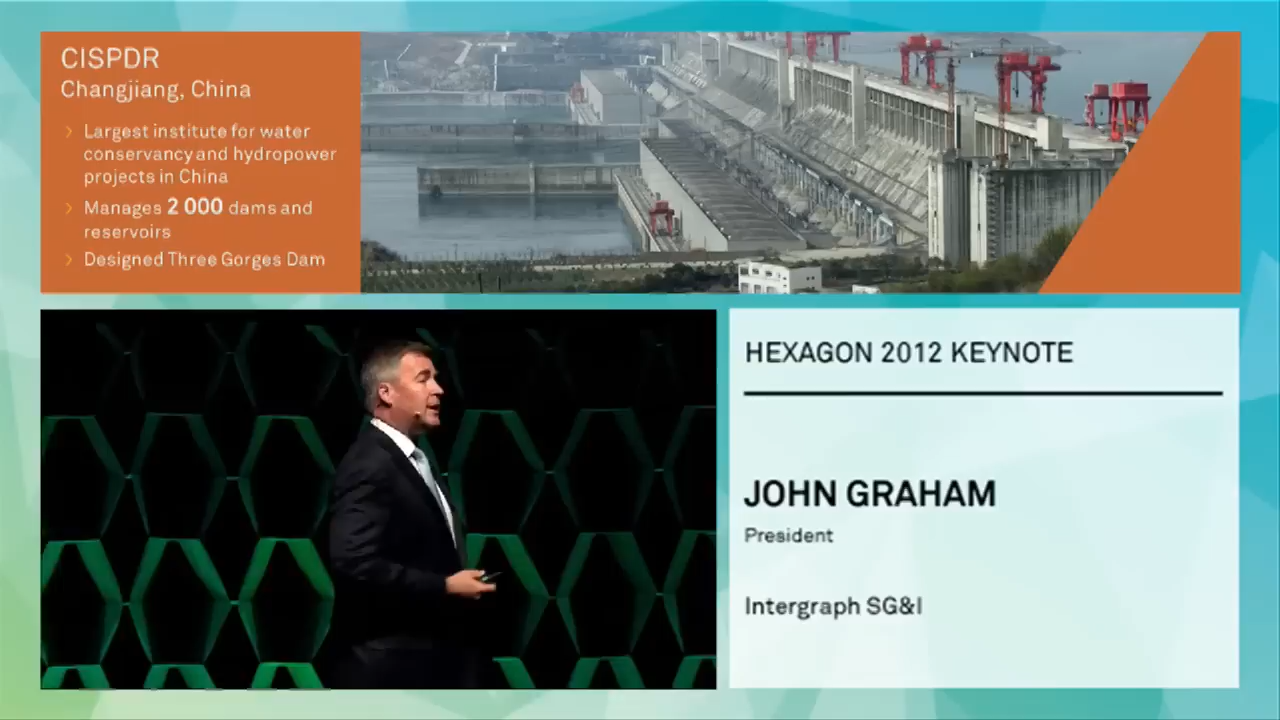 CISPDR
Changjiang, China
Largest institute for water
conservancy and hydropower
projects in China
Manages 2 000 dams and
reservoirs
Designed Three Gorges Dam
HEXAGON 2012 KEYNOTE
JOHN GRAHAM
President
Intergraph SG&I